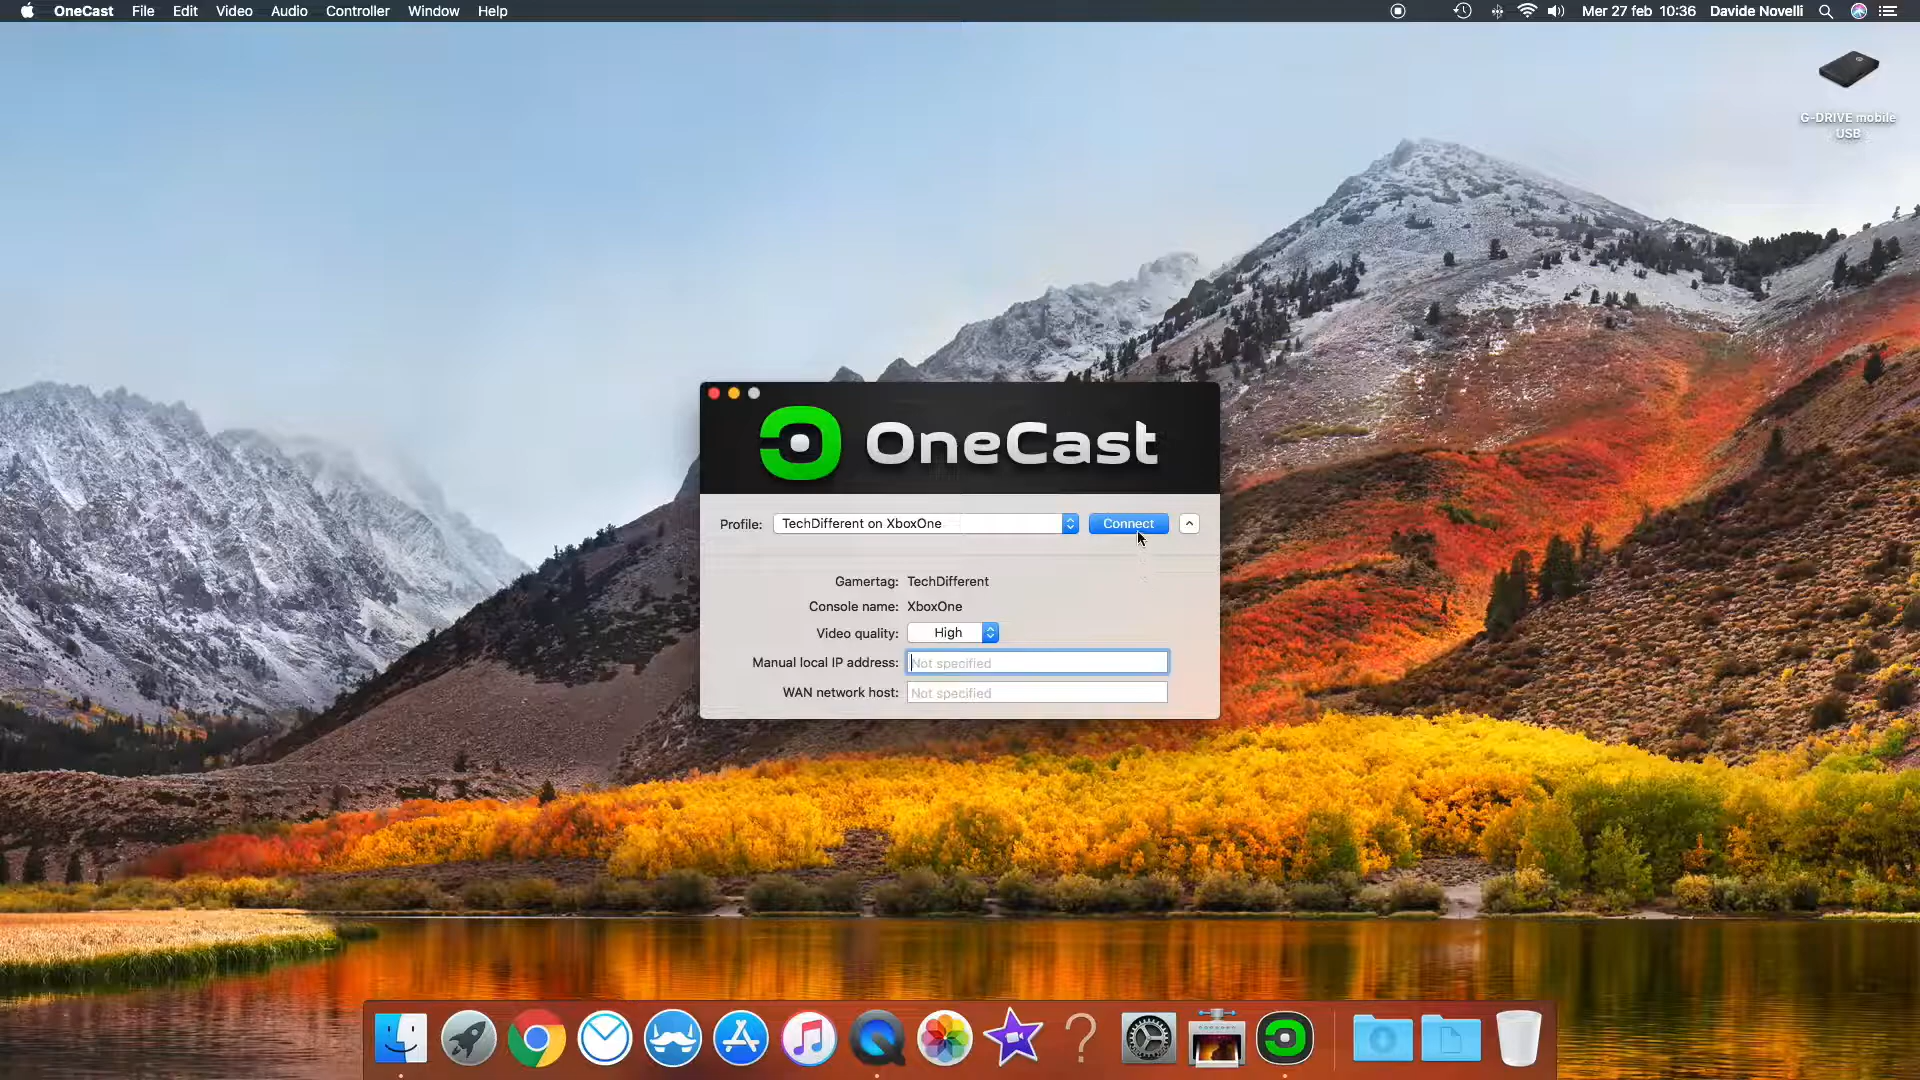 OneCast File Edit Video Audio Controller Window Help Mer 27 feb 10:36 Davide Novelli
G-DRIVE mobile
USB
OneCast
Profile: TechDifferent on XboxOne Connect
Gamertag: TechDifferent
Console name: XboxOne
Video quality: High
Manual local IP address: Not specified
WAN network host: Not specified